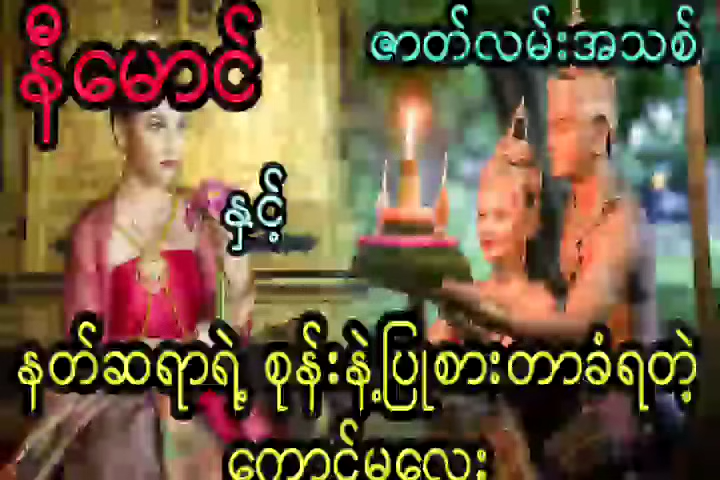 နီမောင်
ဇာတ်လမ်းအသစ်
နှင့်
နတ်ဆရာရဲ့ စုန်းနဲ့ပြုစားတာခံရတဲ့
ကောင်မလေး